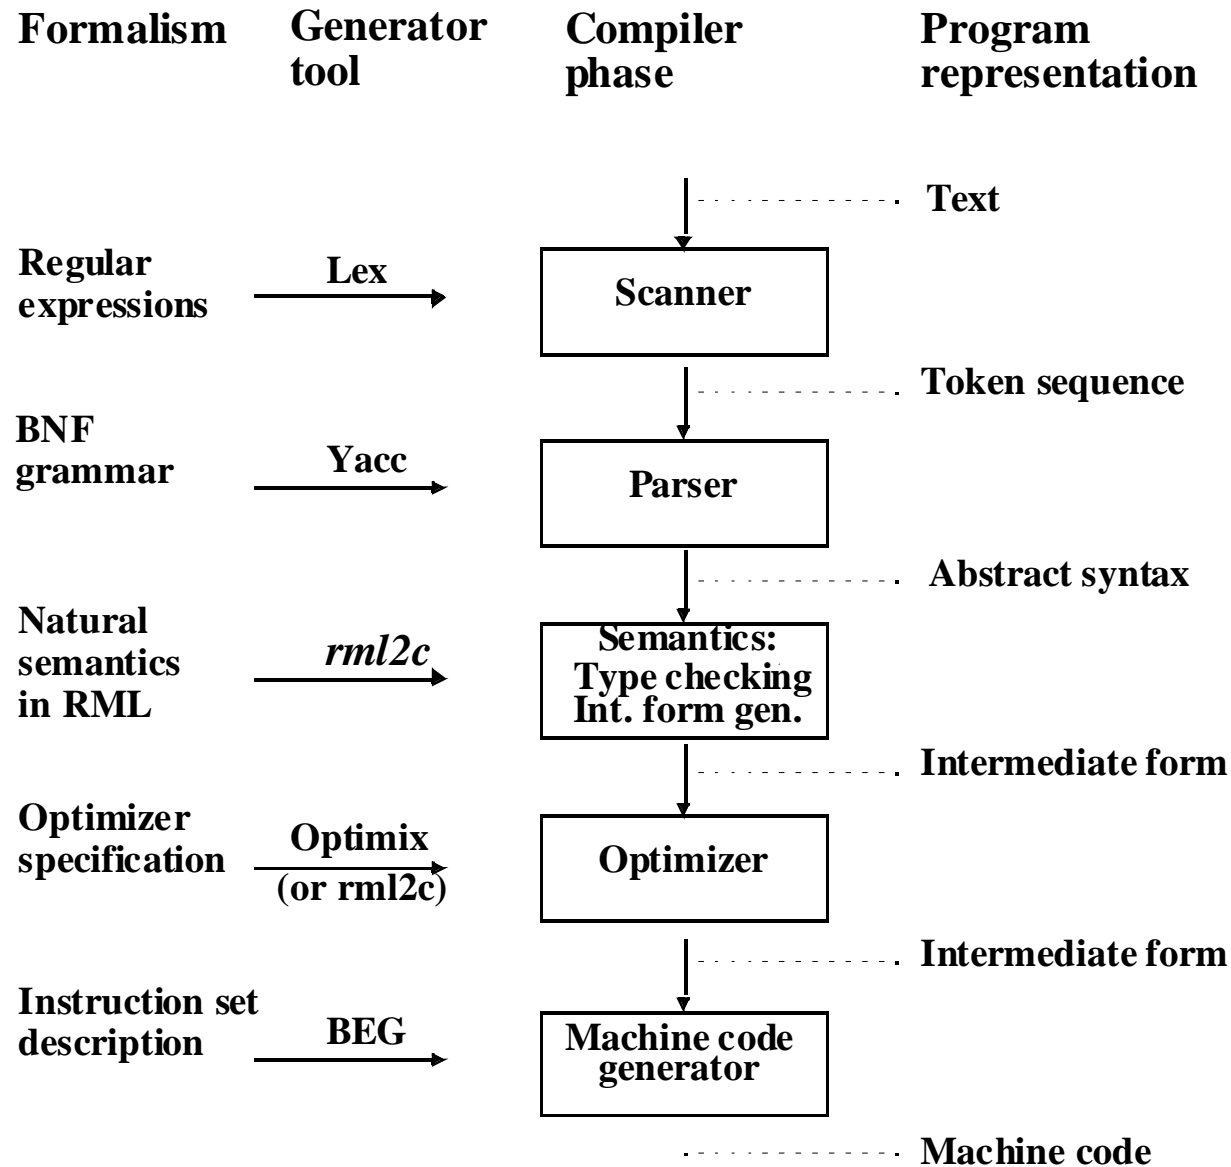 Formalism
Generator
tool
Compiler
phase
Program
representation
Text
Regular
expressions
Lex
Scanner
Token sequence
BNF
grammar
Yacc
Parser
Abstract syntax
Natural
semantics
in RML
rml2c
Semantics:
Type checking
Int. form gen.
Intermediate form
Optimizer
specification
Optimix
(or rml2c)
Optimizer
Intermediate form
Instruction set
description
BEG
Machine code
generator
Machine code